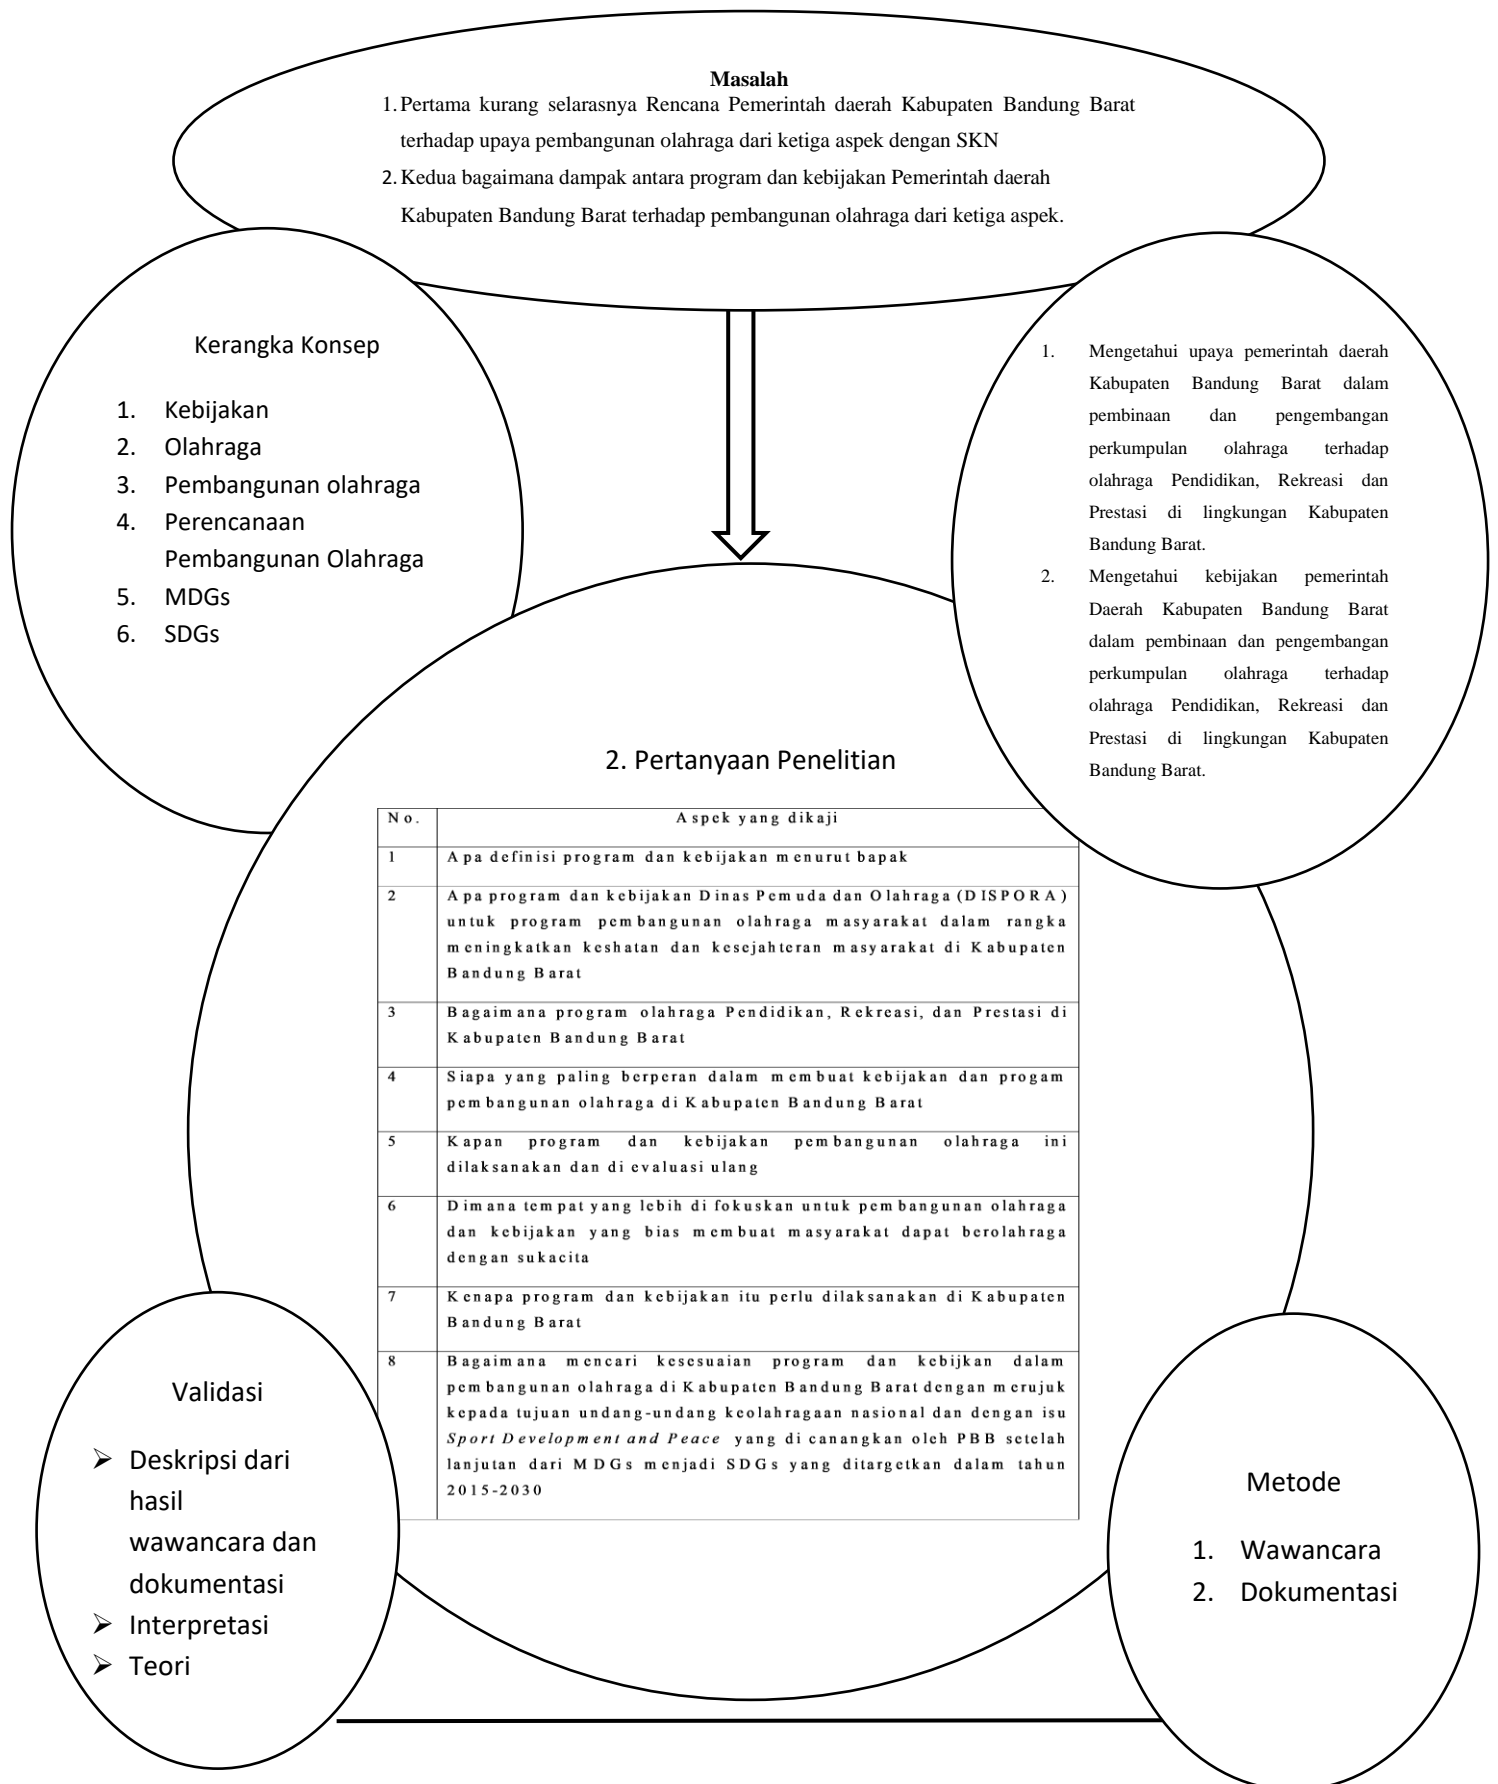 Masalah
1. Pertama kurang selarasnya Rencana Pemerintah daerah Kabupaten Bandung Barat
terhadap upaya pembangunan olahraga dari ketiga aspek dengan SKN
2. Kedua bagaimana dampak antara program dan kebijakan Pemerintah daerah
Kabupaten Bandung Barat terhadap pembangunan olahraga dari ketiga aspek.
Kerangka Konsep
1. Kebijakan
2. Olahraga
3. Pembangunan olahraga
4. Perencanaan
Pembangunan Olahraga
5. MDGs
6. SDGs
1. Mengetahui upaya pemerintah daerah
Kabupaten Bandung Barat dalam
pembinaan dan pengembangan
perkumpulan olahraga terhadap
olahraga Pendidikan, Rekreasi dan
Prestasi di lingkungan Kabupaten
Bandung Barat.
2. Mengetahui kebijakan pemerintah
Daerah Kabupaten Bandung Barat
dalam pembinaan dan pengembangan
perkumpulan olahraga terhadap
olahraga Pendidikan, Rekreasi dan
Prestasi di lingkungan Kabupaten
Bandung Barat.
2. Pertanyaan Penelitian
No. Aspek yang dikaji
1 Apa definisi program dan kebijakan menurut bapak
2 Apa program dan kebijakan Dinas Pemuda dan Olahraga (DISPORA)
untuk program pembangunan olahraga masyarakat dalam rangka
meningkatkan keshatan dan kesejahteran masyarakat di Kabupaten
Bandung Barat
3 Bagaimana program olahraga Pendidikan, Rekreasi, dan Prestasi di
Kabupaten Bandung Barat
4 Siapa yang paling berperan dalam membuat kebijakan dan progam
pembangunan olahraga di Kabupaten Bandung Barat
5 Kapan program dan kebijakan pembangunan olahraga ini
dilaksanakan dan di evaluasi ulang
6 Dimana tempat yang lebih di fokuskan untuk pembangunan olahraga
dan kebijakan yang bias membuat masyarakat dapat berolahraga
dengan sukacita
7 Kenapa program dan kebijakan itu perlu dilaksanakan di Kabupaten
Bandung Barat
8 Bagaimana mencari kesesuaian program dan kebijkan dalam
pembangunan olahraga di Kabupaten Bandung Barat dengan merujuk
kepada tujuan undang-undang keolahragaan nasional dan dengan isu
Sport Development and Peace yang di canangkan oleh PBB setelah
lanjutan dari MDGs menjadi SDGs yang ditargetkan dalam tahun
2015-2030
Validasi
➢ Deskripsi dari
hasil
wawancara dan
dokumentasi
➢ Interpretasi
➢ Teori
Metode
1. Wawancara
2. Dokumentasi